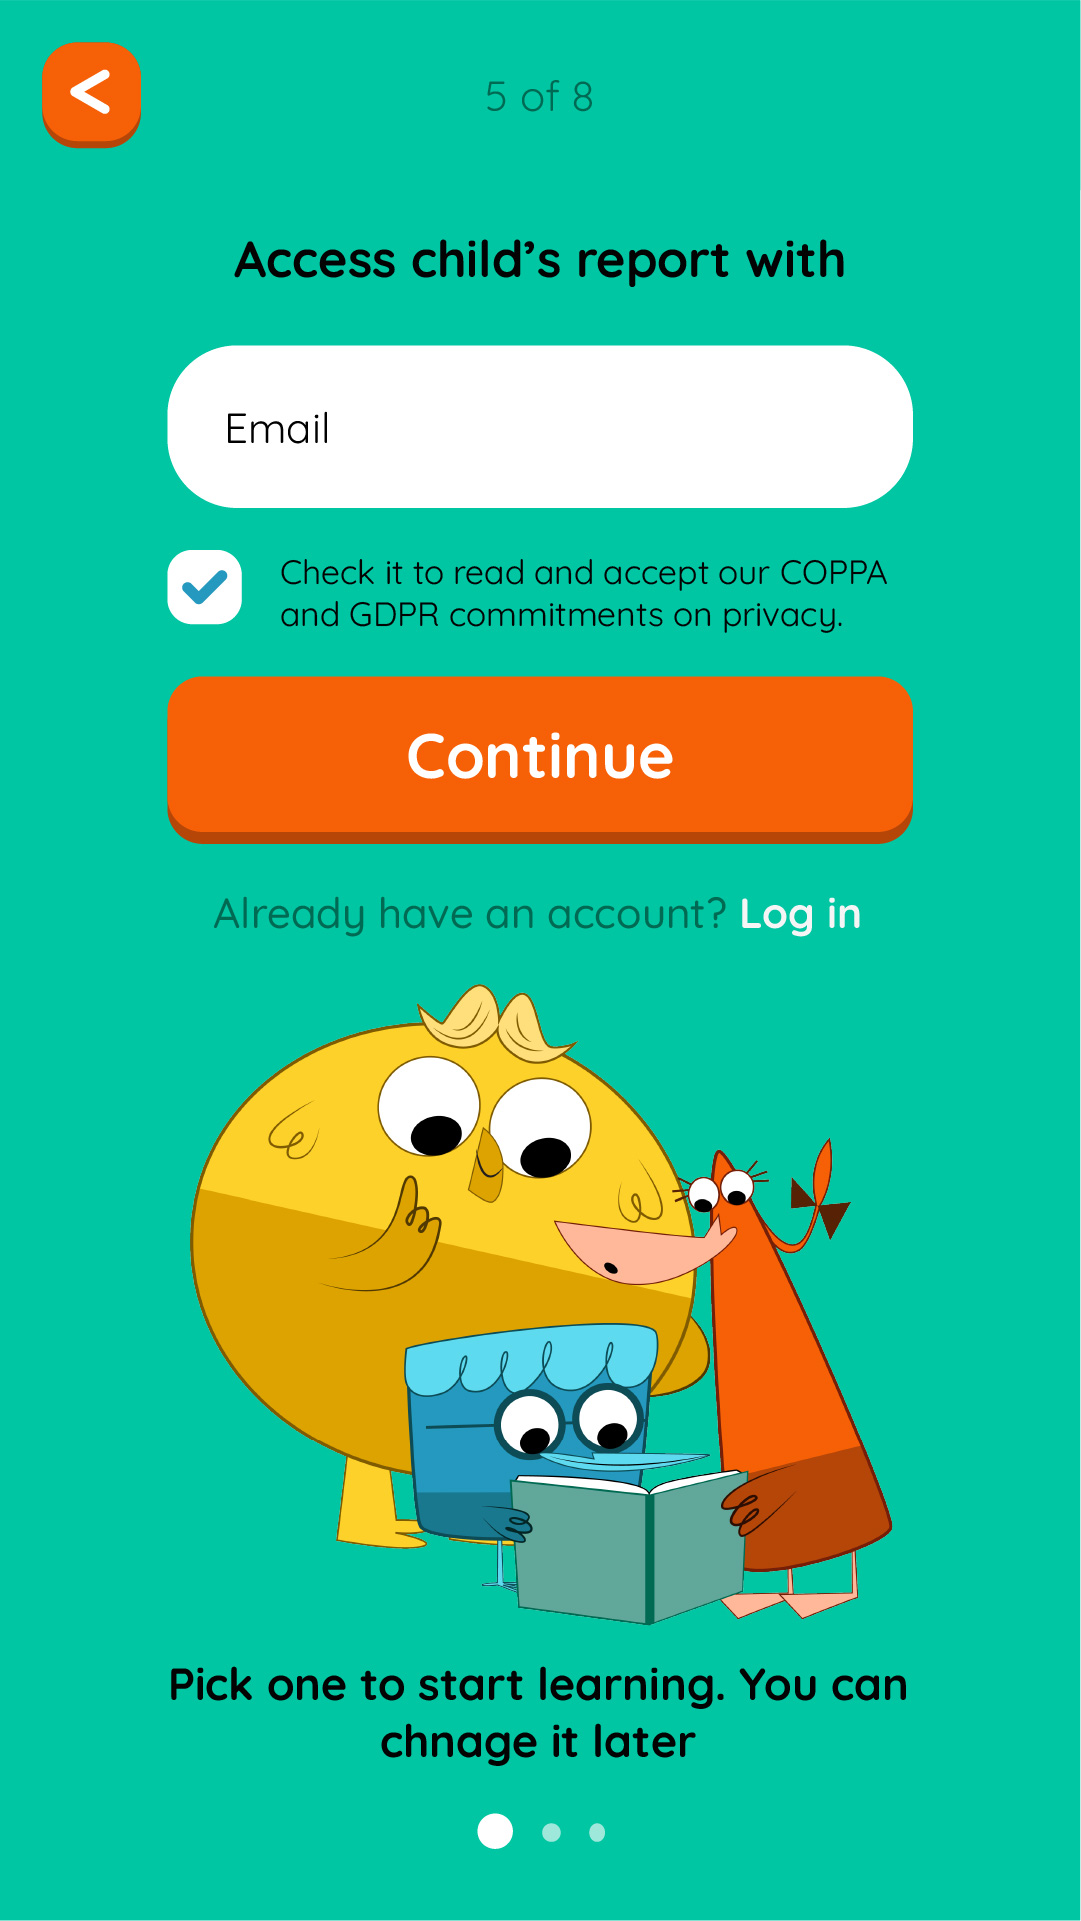 5 of 8
Access child’s report with
Email
Check it to read and accept our COPPA
and GDPR commitments on privacy.
Continue
Already have an account? Log in
Pick one to start learning. You can
chnage it later